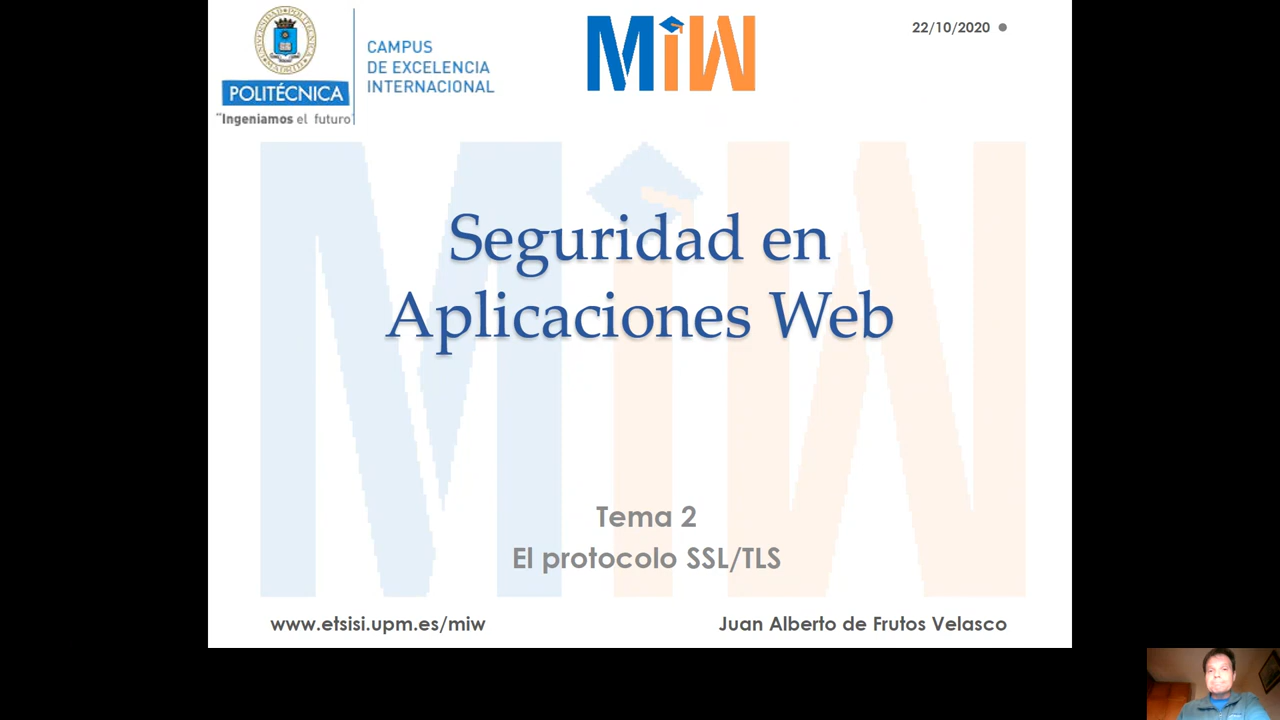 POLITÉCNICA
"Ingeniamos el futuro"
CAMPUS
DE EXCELENCIA
INTERNACIONAL
MiW
22/10/2020
Seguridad en
Aplicaciones Web
Tema 2
El protocolo SSL/TLS
www.etsisi.upm.es/miw
Juan Alberto de Frutos Velasco